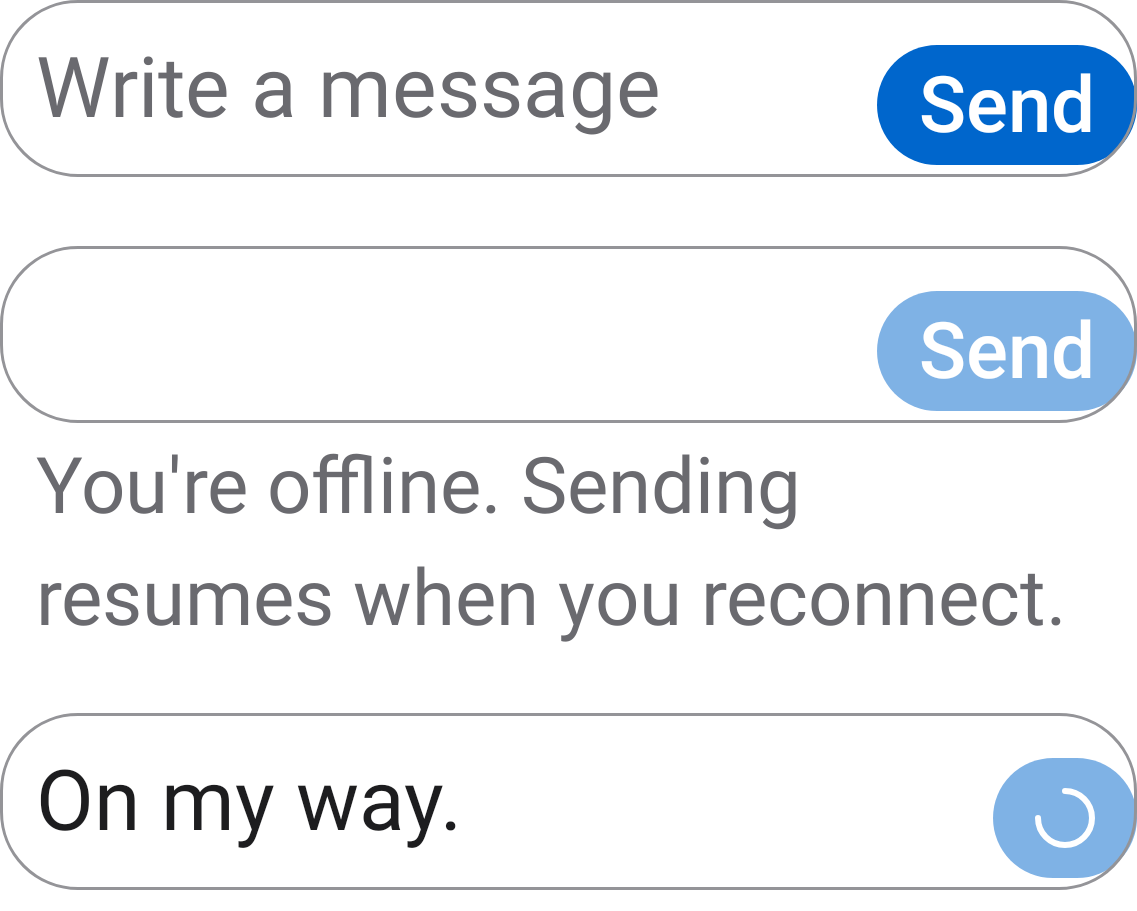 Write a message Send
Send
You're offline. Sending
resumes when you reconnect.
On my way.